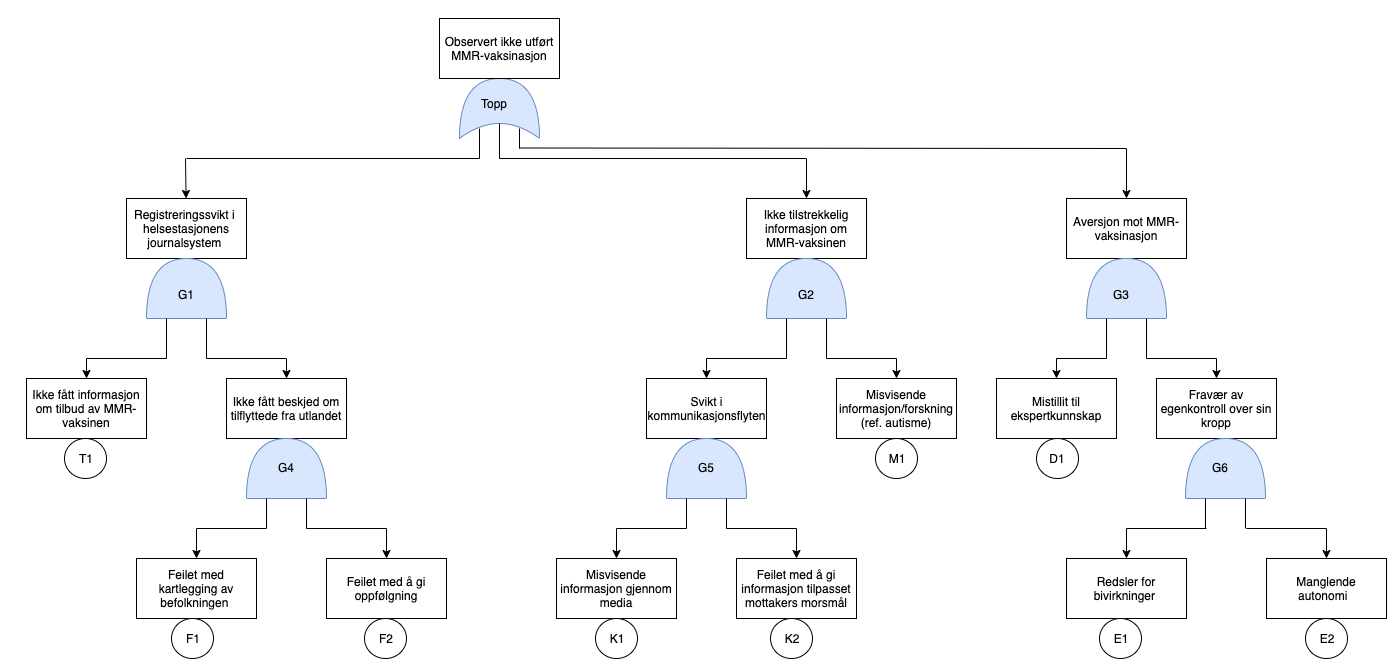 Observert ikke utført
MMR-vaksinasjon
Topp
Registreringssvikt i
helsestasjonens
journalsystem
Ikke tilstrekkelig
informasjon om
MMR-vaksinen
Aversjon mot MMR-
vaksinasjon
G1
G2
G3
Ikke fått informasjon
om tilbud av MMR-
vaksinen
Ikke fått beskjed om
tilflyttede fra utlandet
Svikt i
kommunikasjonsflyten
Misvisende
informasjon/forskning
(ref. autisme)
Mistillit til
ekspertkunnskap
Fravær av
egenkontroll over sin
kropp
T1
G4
G5
M1
D1
G6
Feilet med
kartlegging av
befolkningen
Feilet med å gi
oppfølgning
Misvisende
informasjon gjennom
media
Feilet med å gi
informasjon tilpasset
mottakers morsmål
Redsler for
bivirkninger
Manglende
autonomi
F1
F2
K1
K2
E1
E2